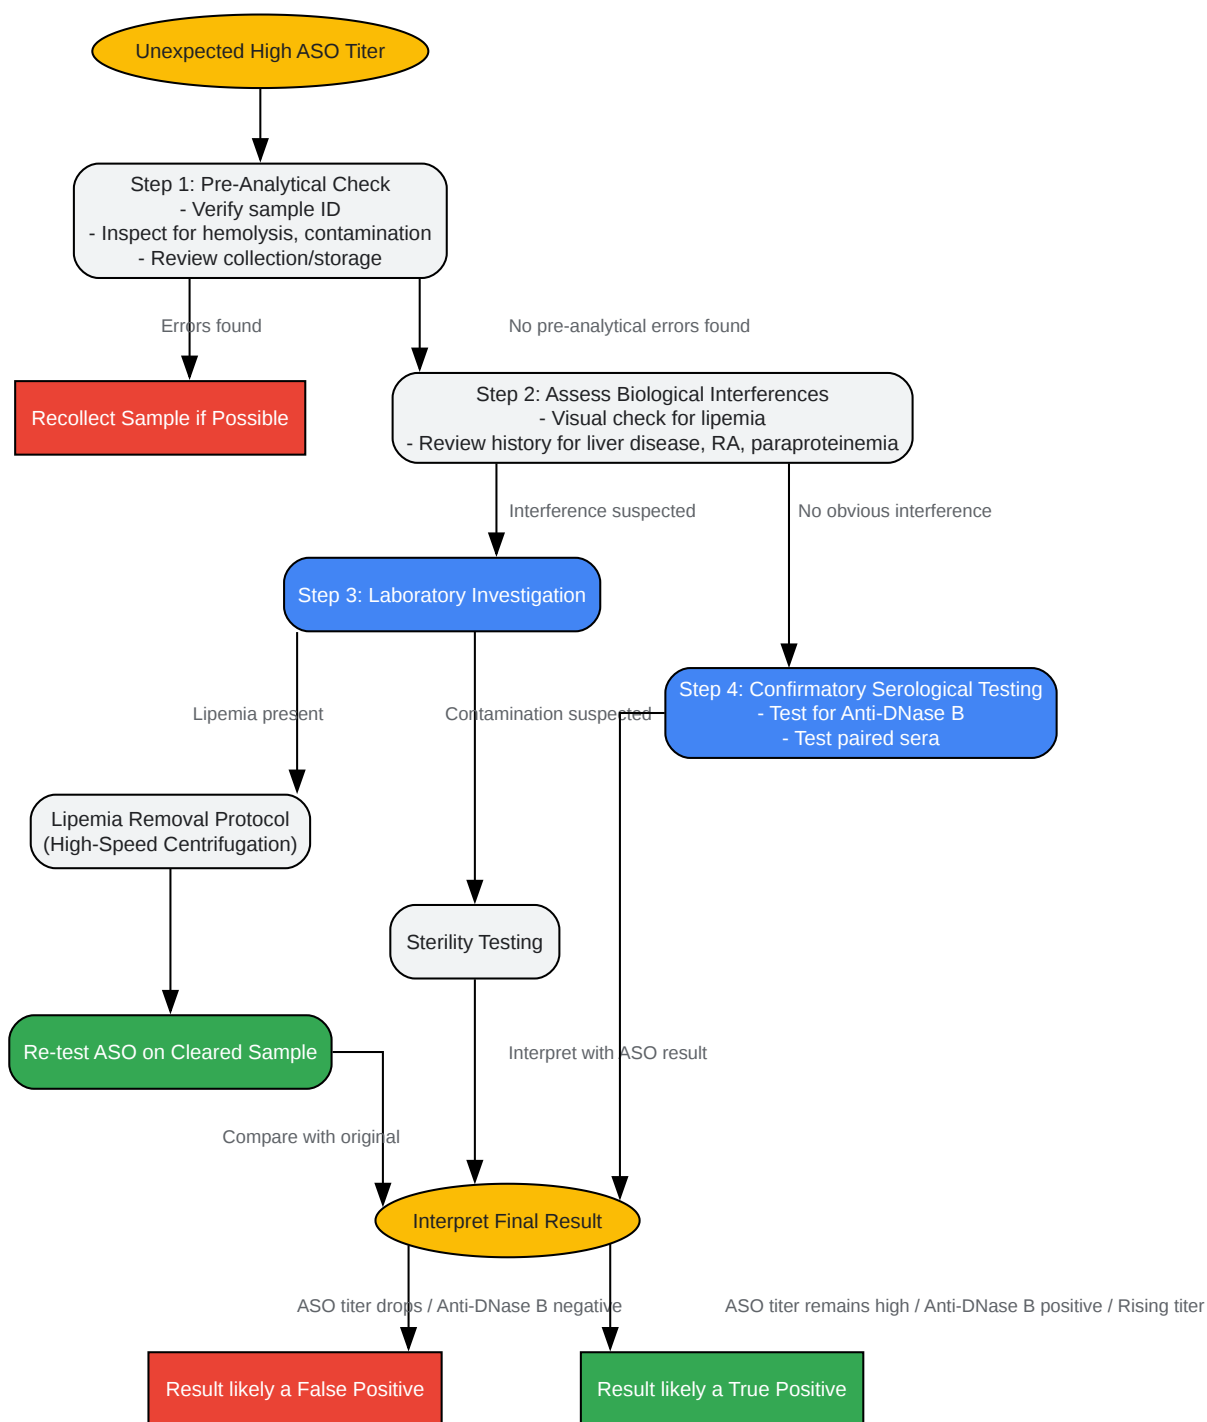 Unexpected High ASO Titer
Step 1: Pre-Analytical Check
- Verify sample ID
- Inspect for hemolysis, contamination
- Review collection/storage
Errors found
No pre-analytical errors found
Recollect Sample if Possible
Step 2: Assess Biological Interferences
- Visual check for lipemia
- Review history for liver disease, RA, paraproteinemia
Interference suspected
No obvious interference
Step 3: Laboratory Investigation
Step 4: Confirmatory Serological Testing
- Test for Anti-DNase B
- Test paired sera
Lipemia present
Contamination suspected
Lipemia Removal Protocol
(High-Speed Centrifugation)
Sterility Testing
Re-test ASO on Cleared Sample
Interpret with ASO result
Compare with original
Interpret Final Result
ASO titer drops / Anti-DNase B negative
ASO titer remains high / Anti-DNase B positive / Rising titer
Result likely a False Positive
Result likely a True Positive